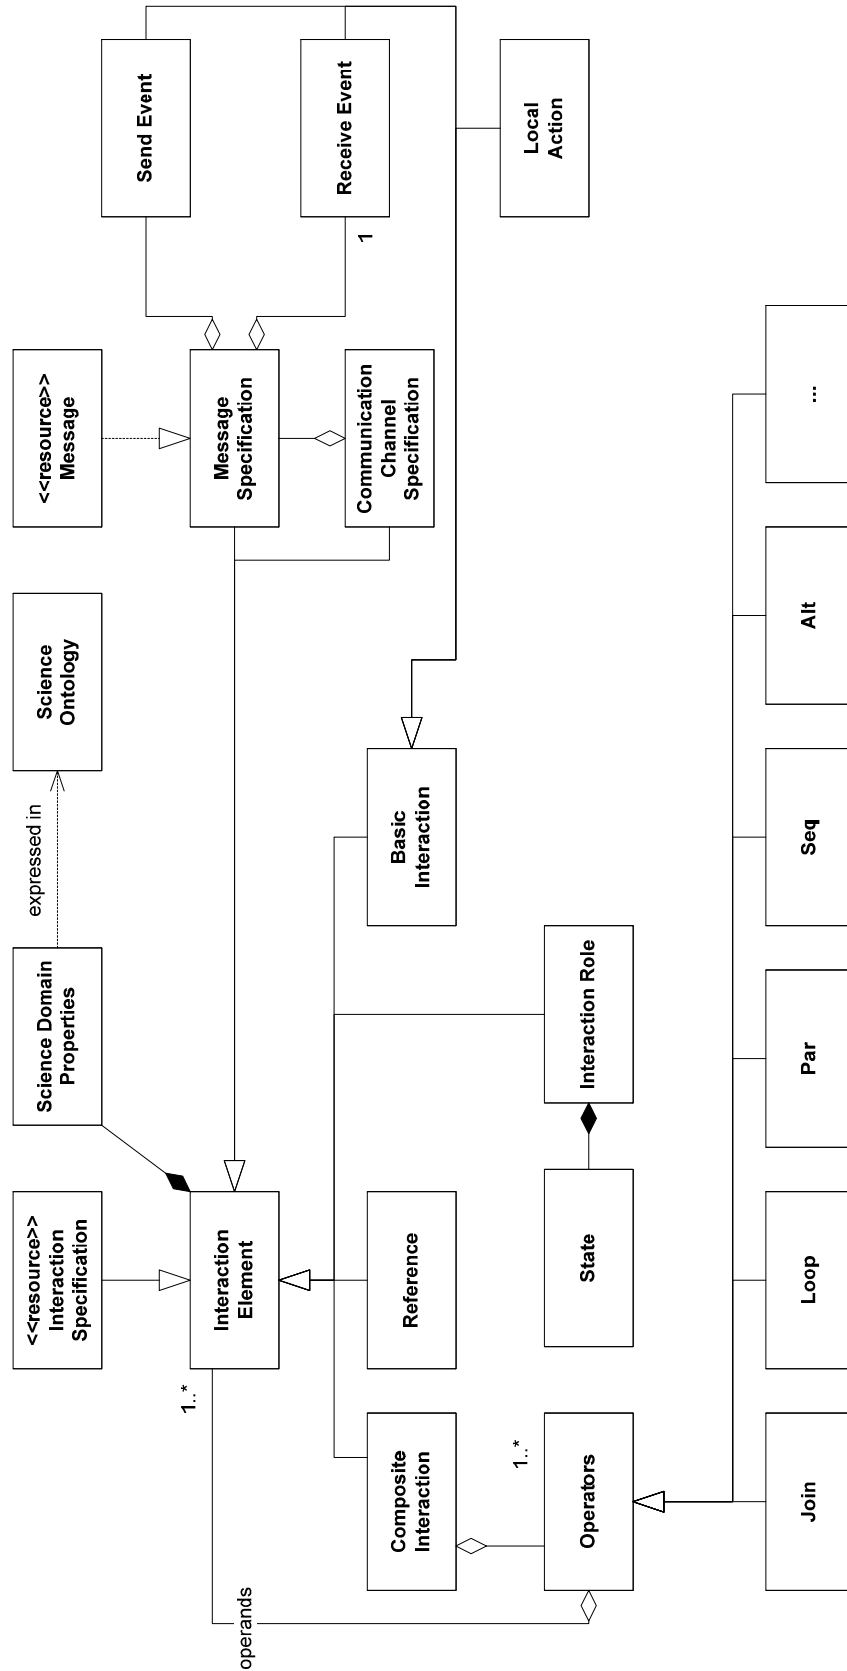 <<resource>>
Interaction
Specification
Science Domain
Properties
expressed in
Science
Ontology
<<resource>>
Message
Send Event
operands
1..*
Interaction
Element
Message
Specification
Receive Event
1
Composite
Interaction
Reference
Basic
Interaction
Communication
Channel
Specification
1..*
Operators
State
Interaction Role
Local
Action
Join
Loop
Par
Seq
Alt
...